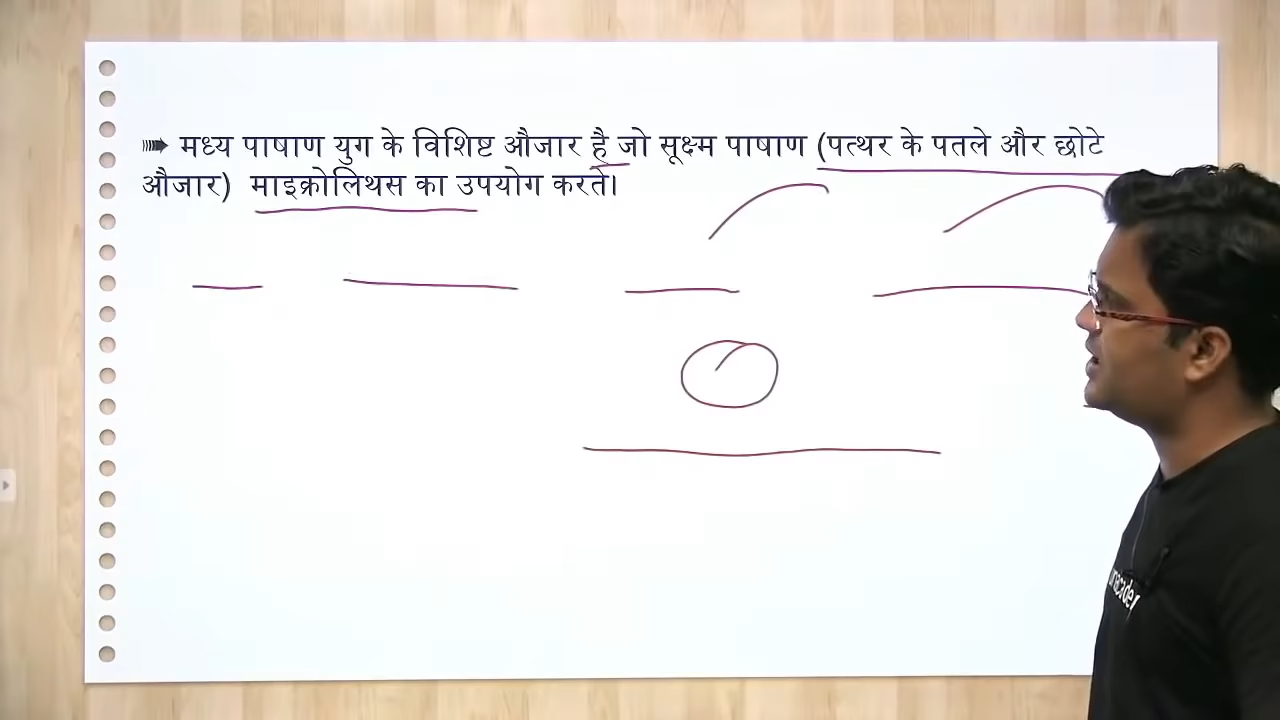 ➠ मध्य पाषाण युग के विशिष्ट औजार है जो सूक्ष्म पाषाण (पत्थर के पतले और छोटे
औजार) माइक्रोलिथस का उपयोग करते।